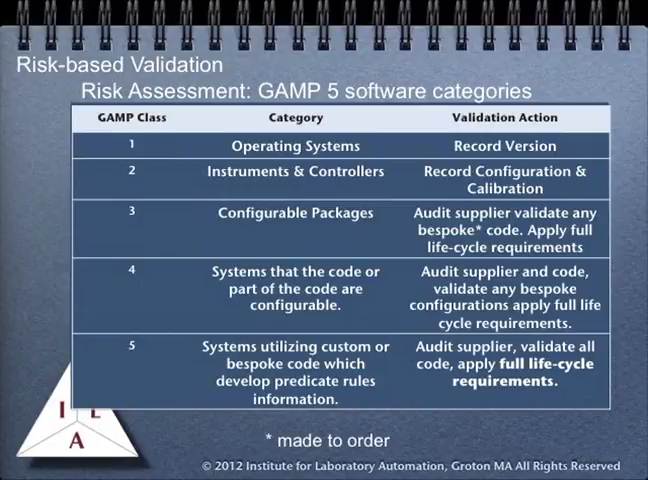 Risk-based Validation
Risk Assessment: GAMP 5 software categories
GAMP Class Category Validation Action
1 Operating Systems Record Version
2 Instruments & Controllers Record Configuration &
Calibration
3 Configurable Packages Audit supplier validate any
bespoke* code. Apply full
life-cycle requirements
4 Systems that the code or Audit supplier and code,
part of the code are validate any bespoke
configurable. configurations apply full life
cycle requirements.
5 Systems utilizing custom or Audit supplier, validate all
bespoke code which code, apply full life-cycle
develop predicate rules requirements.
information.
I L
A
* made to order
© 2012 Institute for Laboratory Automation, Groton MA All Rights Reserved